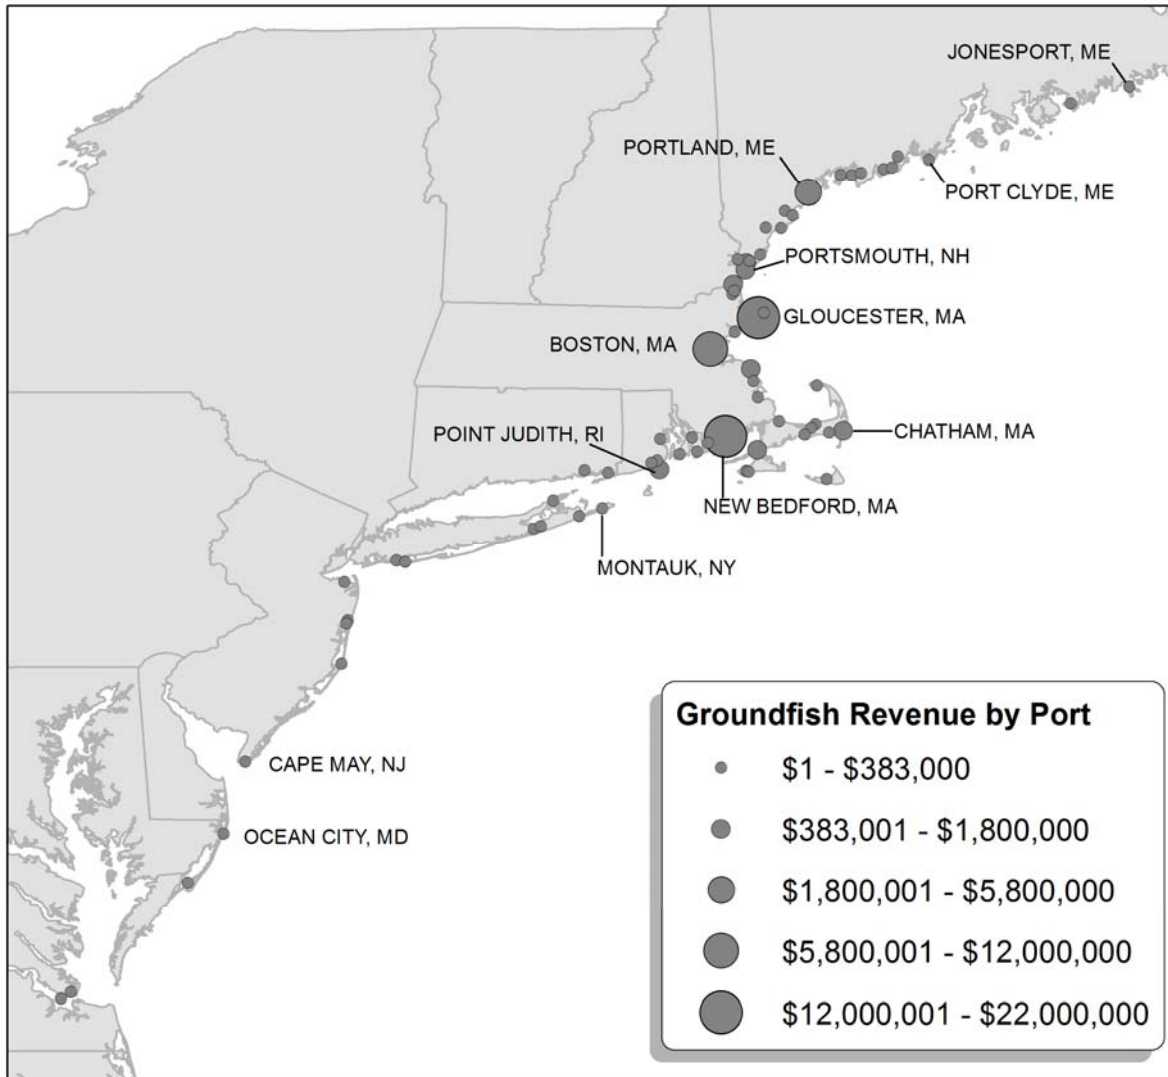 JONESPORT, ME
PORTLAND, ME
PORT CLYDE, ME
PORTSMOUTH, NH
GLOUCESTER, MA
BOSTON, MA
POINT JUDITH, RI
CHATHAM, MA
NEW BEDFORD, MA
MONTAUK, NY
CAPE MAY, NJ
OCEAN CITY, MD
Groundfish Revenue by Port
$1 - $383,000
$383,001 - $1,800,000
$1,800,001 - $5,800,000
$5,800,001 - $12,000,000
$12,000,001 - $22,000,000